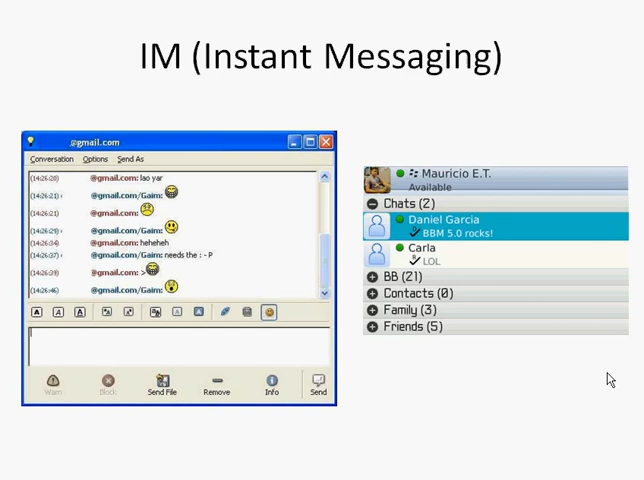 IM (Instant Messaging)
@gmail.com
Conversation Options Send As
(14:26:20) @gmail.com: lao yar
(14:26:21) @gmail.com/Gaim:
(14:26:21) @gmail.com:
(14:26:29) @gmail.com/Gaim:
(14:26:34) @gmail.com: heheheh
(14:26:37) @gmail.com/Gaim: needs the : - P
(14:26:39) @gmail.com: >
(14:26:46) @gmail.com/Gaim:
A A A A A
Warn Block Send File Remove Info Send
Mauricio E.T.
Available
Chats (2)
Daniel Garcia
BBM 5.0 rocks!
Carla
LOL
BB (21)
Contacts (0)
Family (3)
Friends (5)